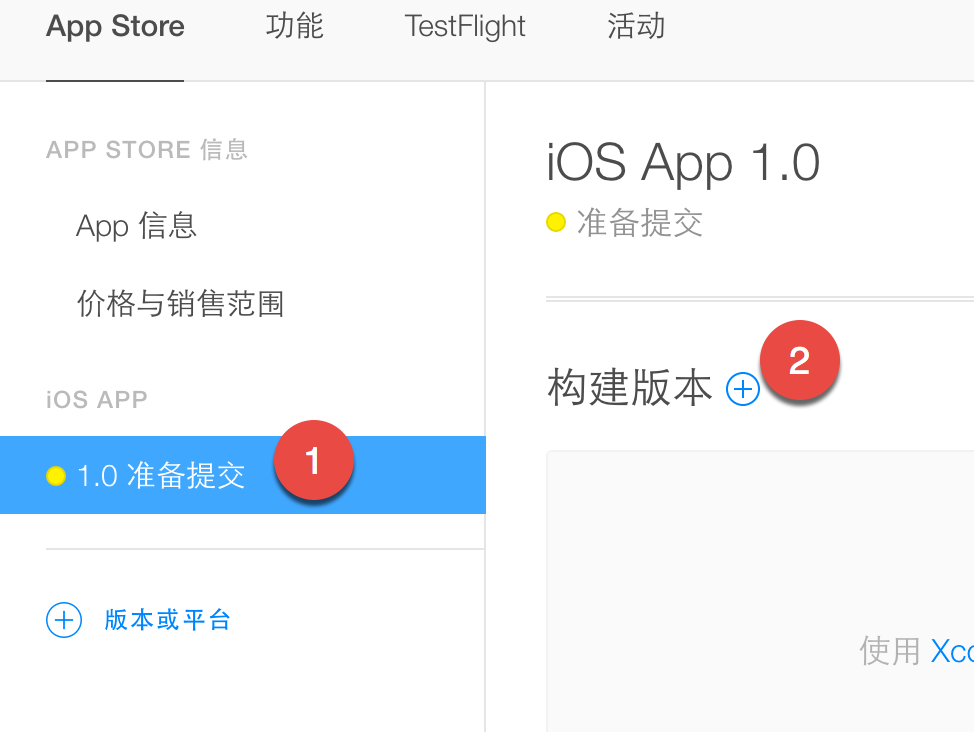 App Store 功能 TestFlight 活动
APP STORE 信息
App 信息
价格与销售范围
iOS APP
1.0 准备提交 1
版本或平台
iOS App 1.0
准备提交
构建版本 2
使用